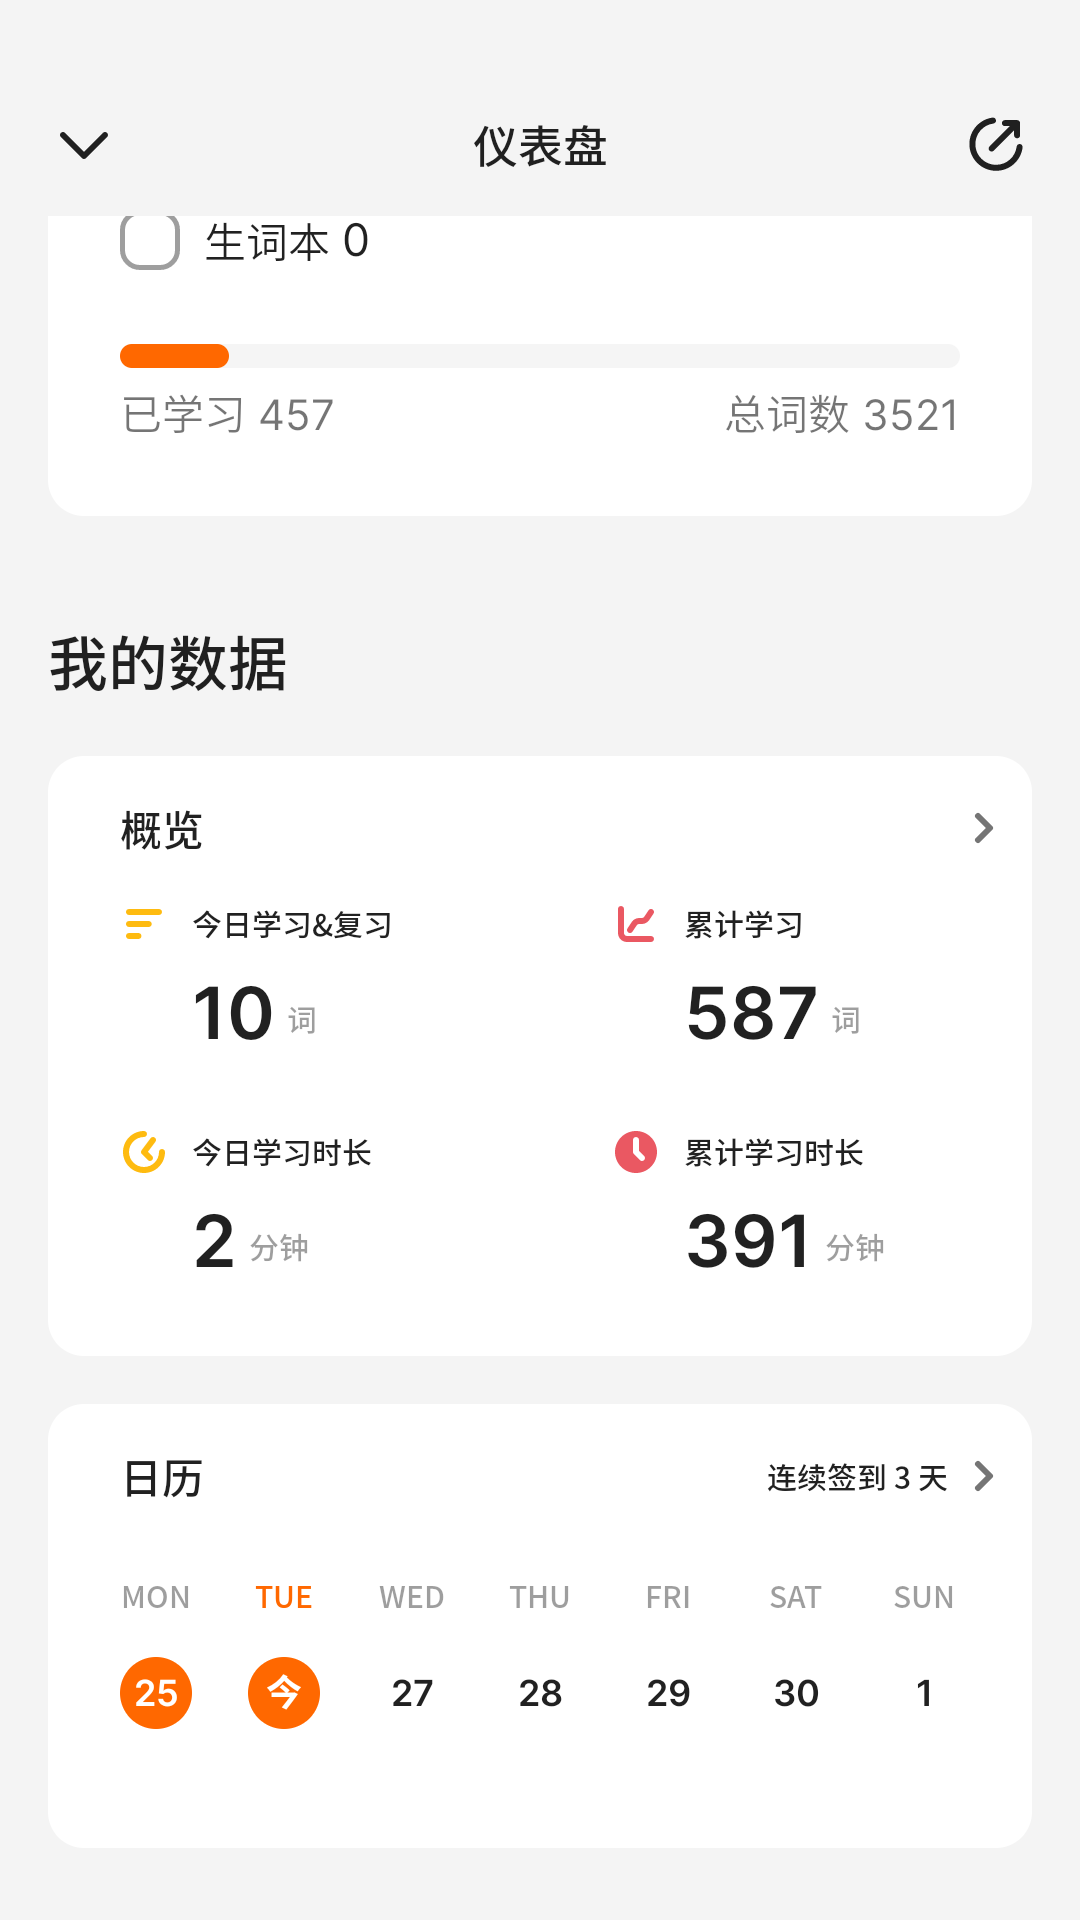 仪表盘
生词本 0
已学习 457
总词数 3521
我的数据
概览
今日学习&复习
累计学习
10 词
587 词
今日学习时长
累计学习时长
2 分钟
391 分钟
日历
连续签到 3 天
MON TUE WED THU FRI SAT SUN
25 今 27 28 29 30 1